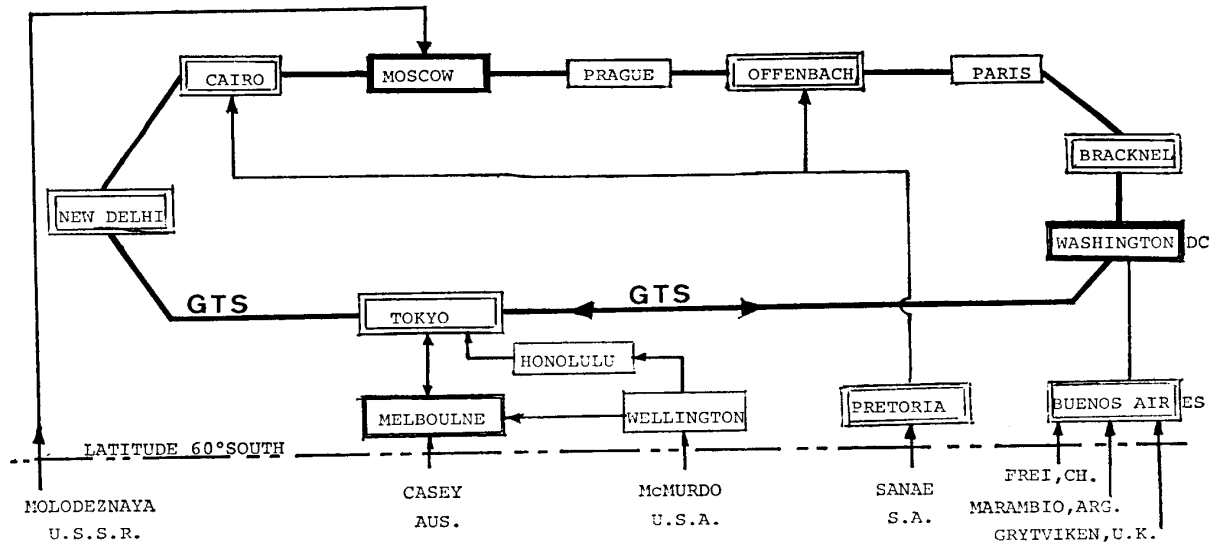 CAIRO
MOSCOW
PRAGUE
OFFENBACH
PARIS
BRACKNEL
NEW DELHI
WASHINGTON DC
GTS
GTS
TOKYO
HONOLULU
MELBOULNE
WELLINGTON
PRETORIA
BUENOS AIRES
LATITUDE 60°SOUTH
MOLODEZNAYA
U.S.S.R.
CASEY
AUS.
McMURDO
U.S.A.
SANAE
S.A.
FREI,CH.
MARAMBIO,ARG.
GRYTVIKEN,U.K.